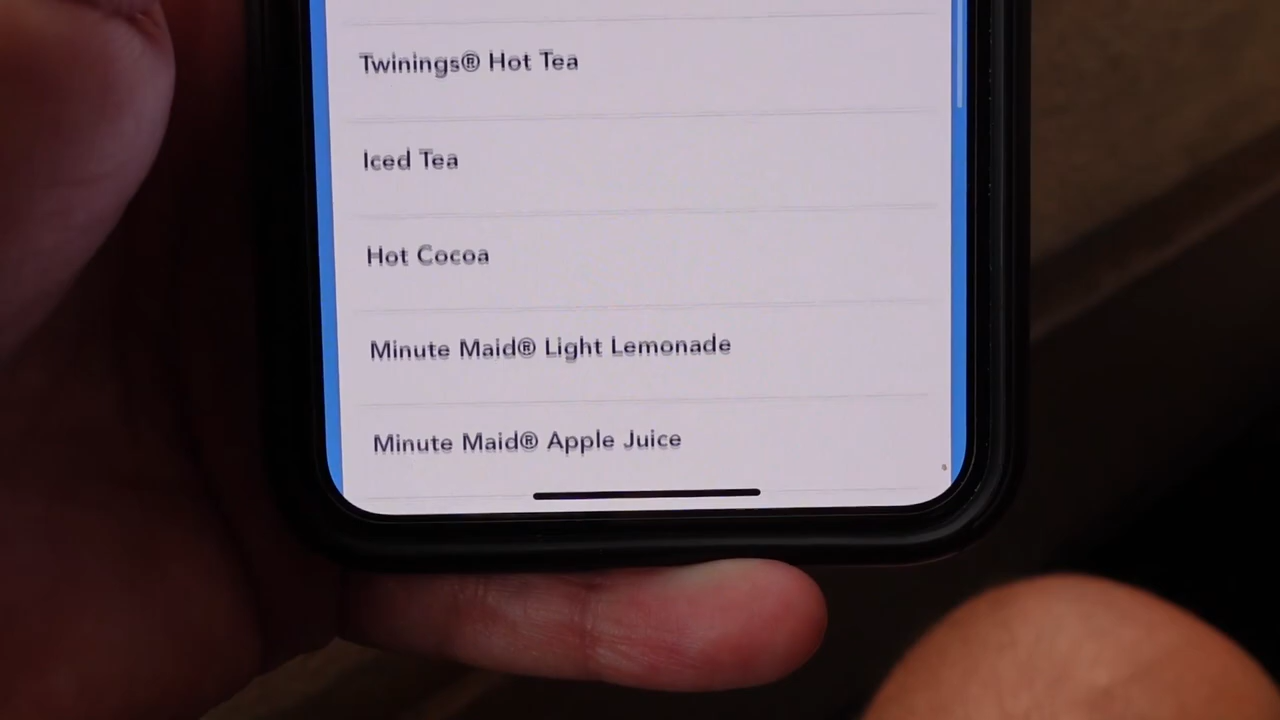 Twinings® Hot Tea
Iced Tea
Hot Cocoa
Minute Maid® Light Lemonade
Minute Maid® Apple Juice